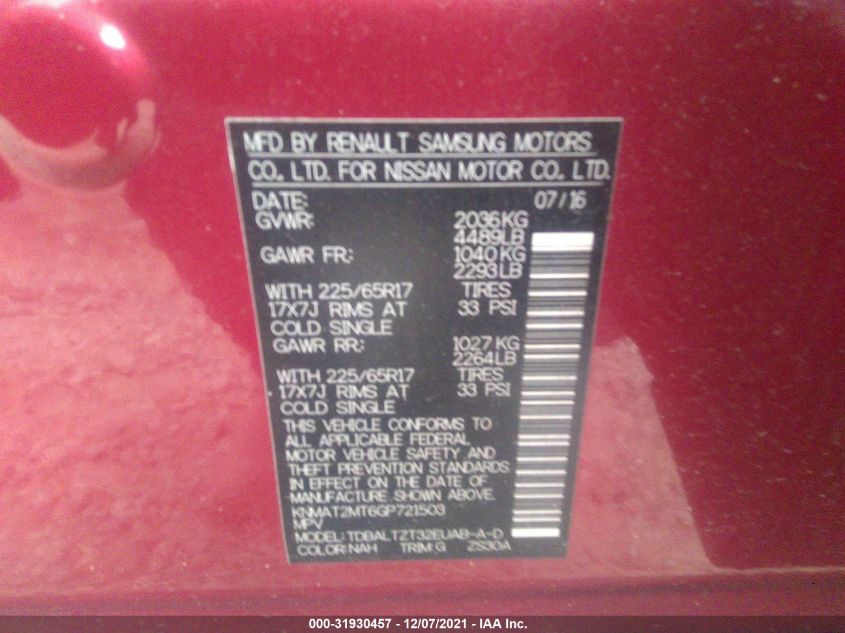 MFD BY RENAULT SAMSUNG MOTORS
CO., LTD. FOR NISSAN MOTOR CO., LTD.
DATE: 07/16
GVWR: 2036KG
4489LB
GAWR FR: 1040KG
2293LB
WITH 225/65R17 TIRES
17X7J RIMS AT 33 PSI
COLD SINGLE
GAWR RR: 1027KG
2264LB
WITH 225/65R17 TIRES
17X7J RIMS AT 33 PSI
COLD SINGLE
THIS VEHICLE CONFORMS TO
ALL APPLICABLE FEDERAL
MOTOR VEHICLE SAFETY AND
THEFT PREVENTION STANDARDS
IN EFFECT ON THE DATE OF
MANUFACTURE SHOWN ABOVE.
KNMAT2MT6GP721503
MPV
MODEL: TDBALTZT32EUAB-A-D
COLOR: NAH TRIM: G ZS30A
000-31930457 - 12/07/2021 - IAA Inc.